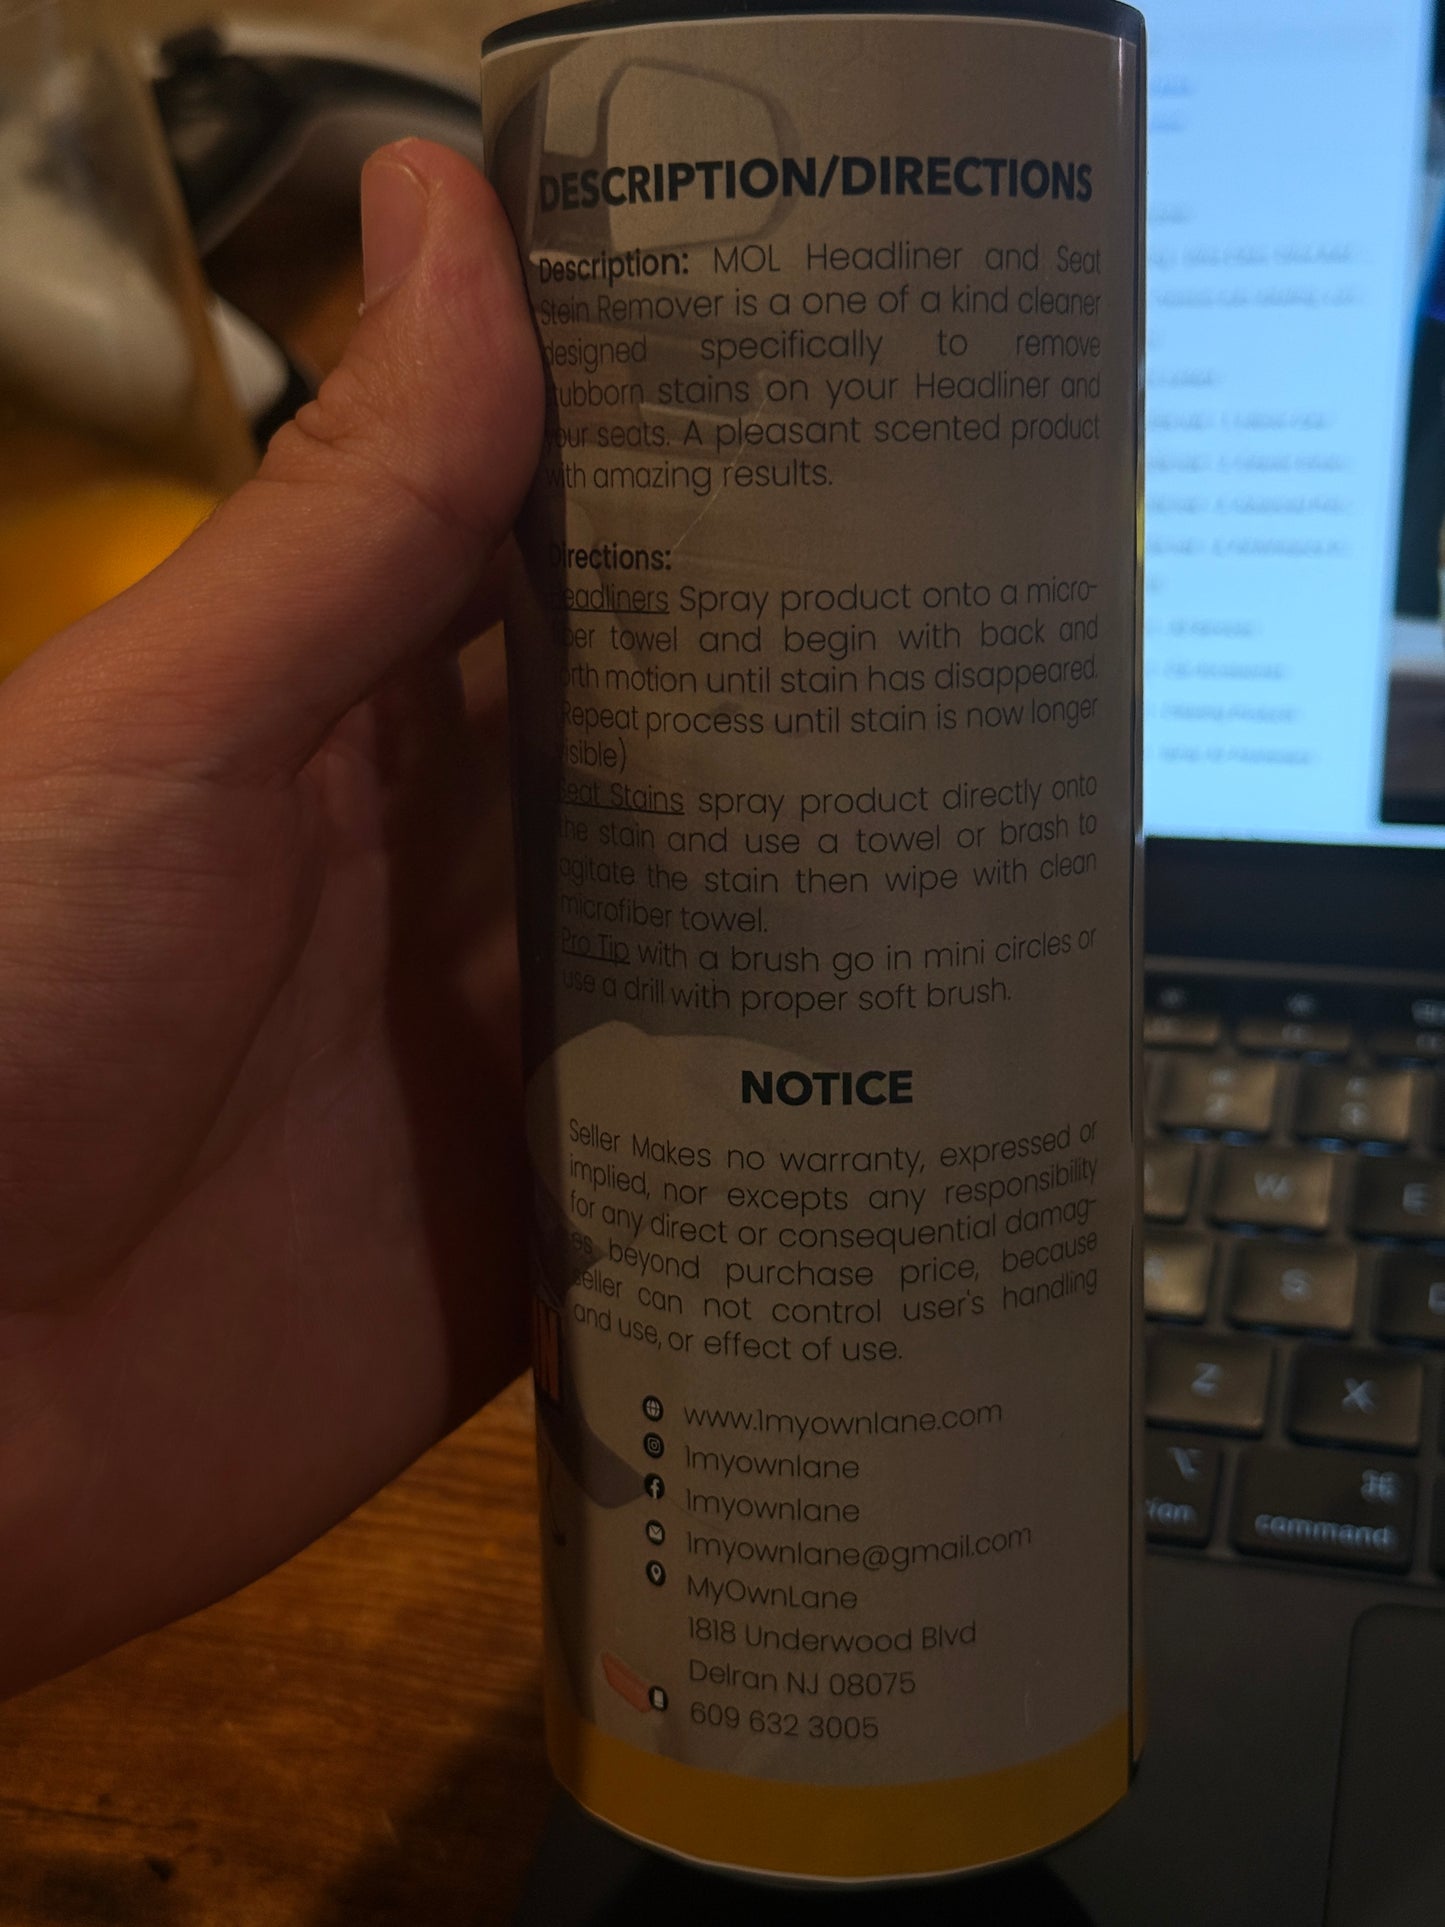 DESCRIPTION/DIRECTIONS
Description: MOL Headliner and Seat
Stein Remover is a one of a kind cleaner
designed specifically to remove
stubborn stains on your Headliner and
your seats. A pleasant scented product
with amazing results.
Directions:
Headliners Spray product onto a micro-
fiber towel and begin with back and
forth motion until stain has disappeared.
(Repeat process until stain is now longer
visible)
Seat Stains spray product directly onto
the stain and use a towel or brash to
agitate the stain then wipe with clean
microfiber towel.
Pro Tip with a brush go in mini circles or
use a drill with proper soft brush.
NOTICE
Seller Makes no warranty, expressed or
implied, nor excepts any responsibility
for any direct or consequential damag-
es, beyond purchase price, because
seller can not control user's handling
and use, or effect of use.
www.1myownlane.com
1myownlane
1myownlane
1myownlane@gmail.com
MyOwnLane
1818 Underwood Blvd
Delran NJ 08075
609 632 3005
2
3
W
E
S
Z
X
command